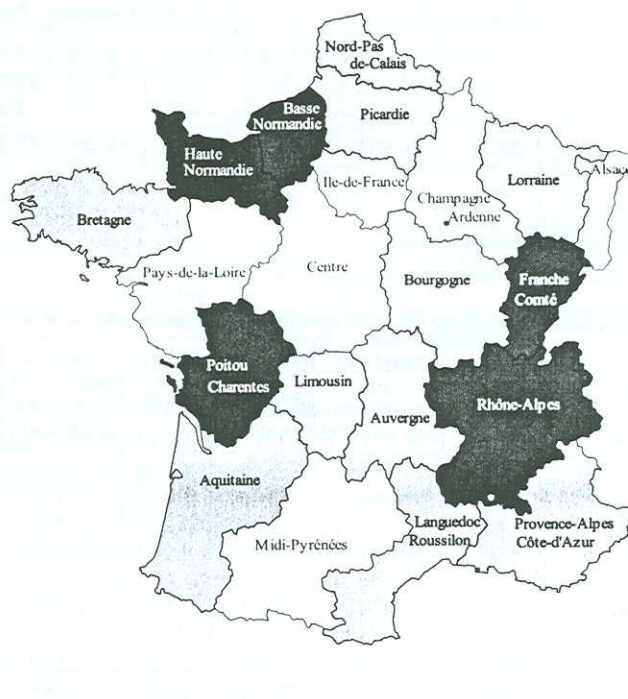 Nord-Pas
de-Calais
Picardie
Basse
Normandie
Haute
Normandie
Ile-de-France
Champagne
Ardenne
Lorraine
Alsac
Bretagne
Pays-de-la-Loire
Centre
Bourgogne
Franche
Comté
Poitou
Charentes
Limousin
Auvergne
Rhône-Alpes
Aquitaine
Midi-Pyrénées
Languedoc
Roussillon
Provence-Alpes
Côte-d'Azur